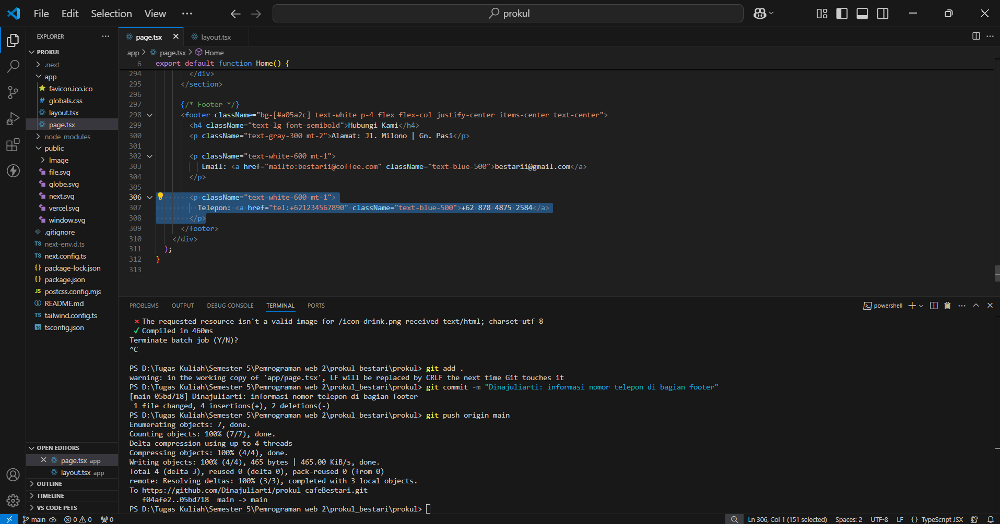 File Edit Selection View ··· prokul
EXPLORER ···
PROKUL
.next
app
favicon.ico.ico
# globals.css
layout.tsx
page.tsx
node_modules
public
Image
file.svg
globe.svg
next.svg
vercel.svg
window.svg
.gitignore
TS next-env.d.ts
TS next.config.ts
{} package-lock.json
{} package.json
JS postcss.config.mjs
README.md
TS tailwind.config.ts
tsconfig.json
OPEN EDITORS
page.tsx app
layout.tsx app
OUTLINE
TIMELINE
VS CODE PETS
page.tsx layout.tsx
app > page.tsx > Home
6 export default function Home() {
294 </div>
295 </section>
296
297 {/* Footer */}
298 <footer className="bg-[#a05a2c] text-white p-4 flex flex-col justify-center items-center text-center">
299 <h4 className="text-lg font-semibold">Hubungi Kami</h4>
300 <p className="text-gray-300 mt-2">Alamat: Jl. Milono | Gn. Pasi</p>
301
302 <p className="text-white-600 mt-1">
303 Email: <a href="mailto:bestarii@coffee.com" className="text-blue-500">bestarii@gmail.com</a>
304 </p>
305
306 <p className="text-white-600 mt-1">
307 Telepon: <a href="tel:+621234567890" className="text-blue-500">+62 878 4875 2584</a>
308 </p>
309 </footer>
310 </div>
311 );
312 }
313
PROBLEMS OUTPUT DEBUG CONSOLE TERMINAL PORTS powershell
⨯ The requested resource isn't a valid image for /icon-drink.png received text/html; charset=utf-8
✓ Compiled in 460ms
Terminate batch job (Y/N)?
^C
PS D:\Tugas Kuliah\Semester 5\Pemrograman web 2\prokul_bestari\prokul> git add .
warning: in the working copy of 'app/page.tsx', LF will be replaced by CRLF the next time Git touches it
PS D:\Tugas Kuliah\Semester 5\Pemrograman web 2\prokul_bestari\prokul> git commit -m "Dinajuliarti: informasi nomor telepon di bagian footer"
[main 05bd718] Dinajuliarti: informasi nomor telepon di bagian footer
1 file changed, 4 insertions(+), 2 deletions(-)
PS D:\Tugas Kuliah\Semester 5\Pemrograman web 2\prokul_bestari\prokul> git push origin main
Enumerating objects: 7, done.
Counting objects: 100% (7/7), done.
Delta compression using up to 4 threads
Compressing objects: 100% (4/4), done.
Writing objects: 100% (4/4), 465 bytes | 465.00 KiB/s, done.
Total 4 (delta 3), reused 0 (delta 0), pack-reused 0 (from 0)
remote: Resolving deltas: 100% (3/3), completed with 3 local objects.
To https://github.com/Dinajuliarti/prokul_cafeBestari.git
f04afe2..05bd718 main -> main
PS D:\Tugas Kuliah\Semester 5\Pemrograman web 2\prokul_bestari\prokul>
main 0 0 0 Ln 306, Col 1 (151 selected) Spaces: 2 UTF-8 LF {} TypeScript JSX